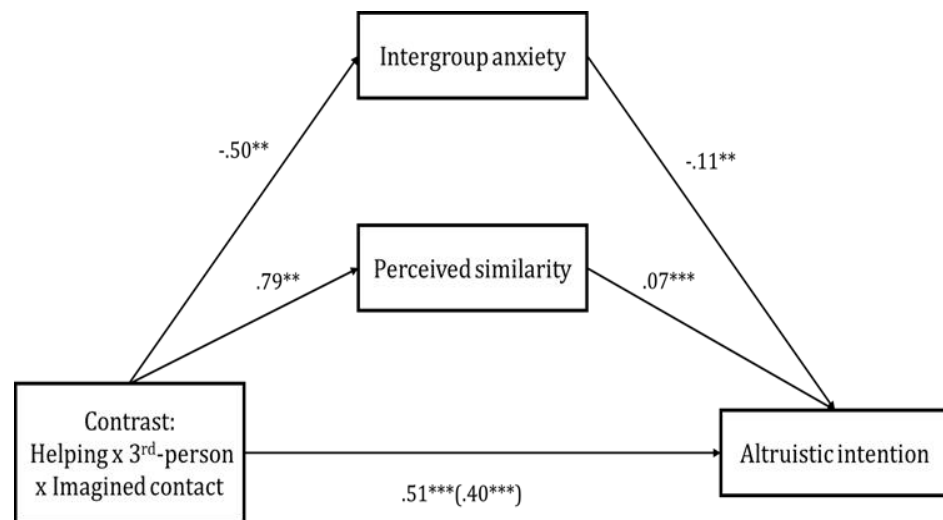 Intergroup anxiety
-.50**
-.11**
Perceived similarity
.79**
.07***
Contrast:
Helping x 3rd-person
x Imagined contact
Altruistic intention
.51***(.40***)